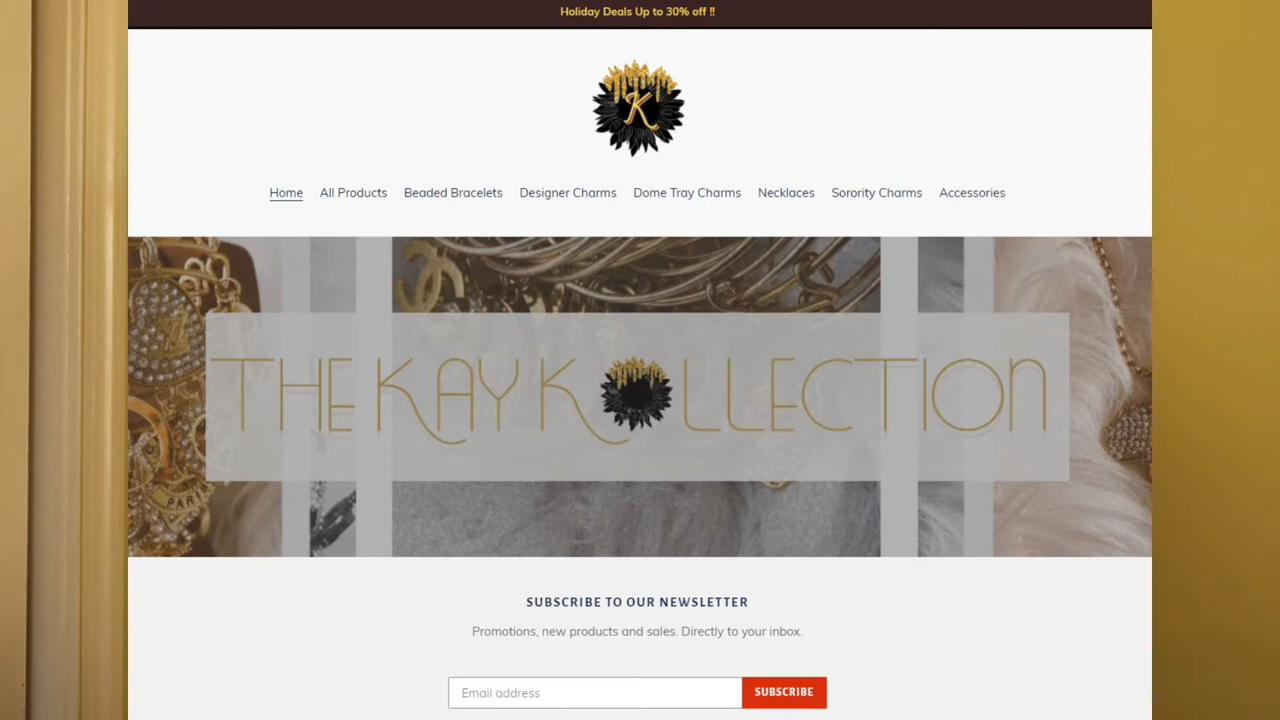 Holiday Deals Up to 30% off !!
K
Home All Products Beaded Bracelets Designer Charms Dome Tray Charms Necklaces Sorority Charms Accessories
THE KAY K LLECTION
PARIS
SUBSCRIBE TO OUR NEWSLETTER
Promotions, new products and sales. Directly to your inbox.
Email address SUBSCRIBE